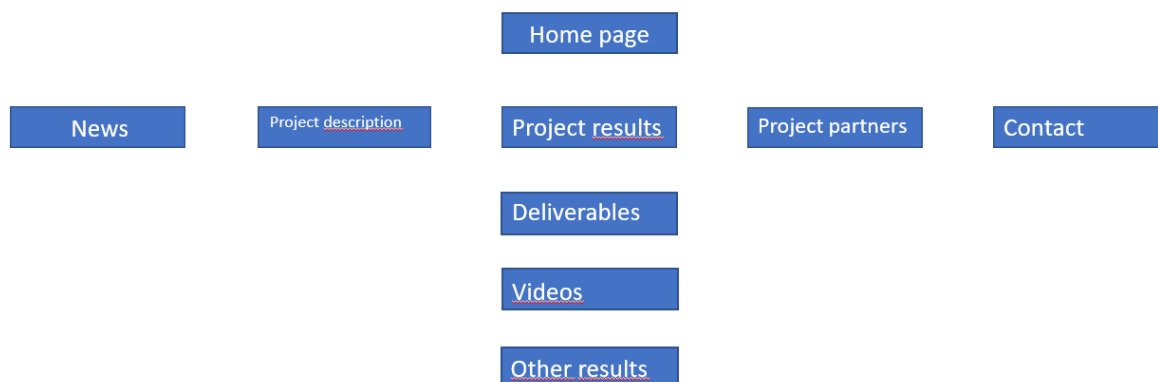 Home page
News
Project description
Project results
Project partners
Contact
Deliverables
Videos
Other results